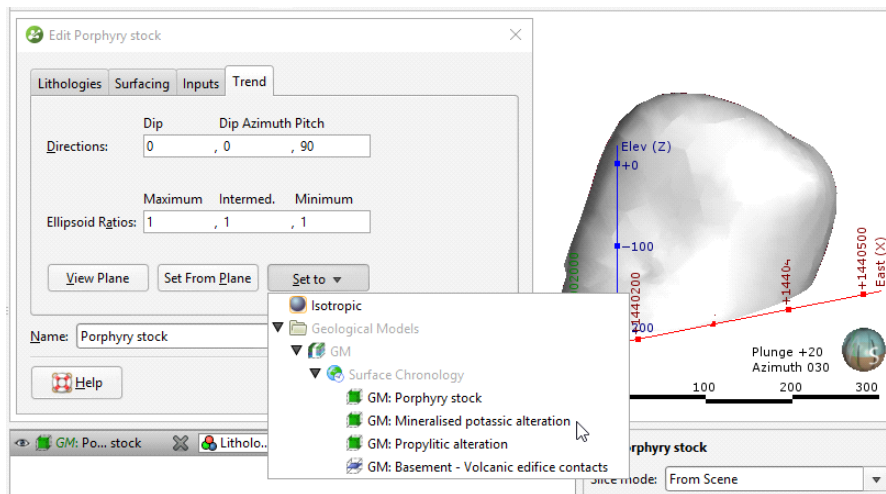 Edit Porphyry stock
Lithologies Surfacing Inputs Trend
Dip Dip Azimuth Pitch
Directions: 0 , 0 , 90
Maximum Intermed. Minimum
Ellipsoid Ratios: 1 , 1 , 1
View Plane Set From Plane Set to
Isotropic
Geological Models
GM
Surface Chronology
GM: Porphyry stock
GM: Mineralised potassic alteration
GM: Propylitic alteration
GM: Basement - Volcanic edifice contacts
Name: Porphyry stock
Help
GM: Po... stock Litholo...
Elev (Z)
+0
−100
200
+1440200
+14404
+1440500
East (X)
Plunge +20
Azimuth 030
S
100 200 300
rphyry stock
Slice mode: From Scene